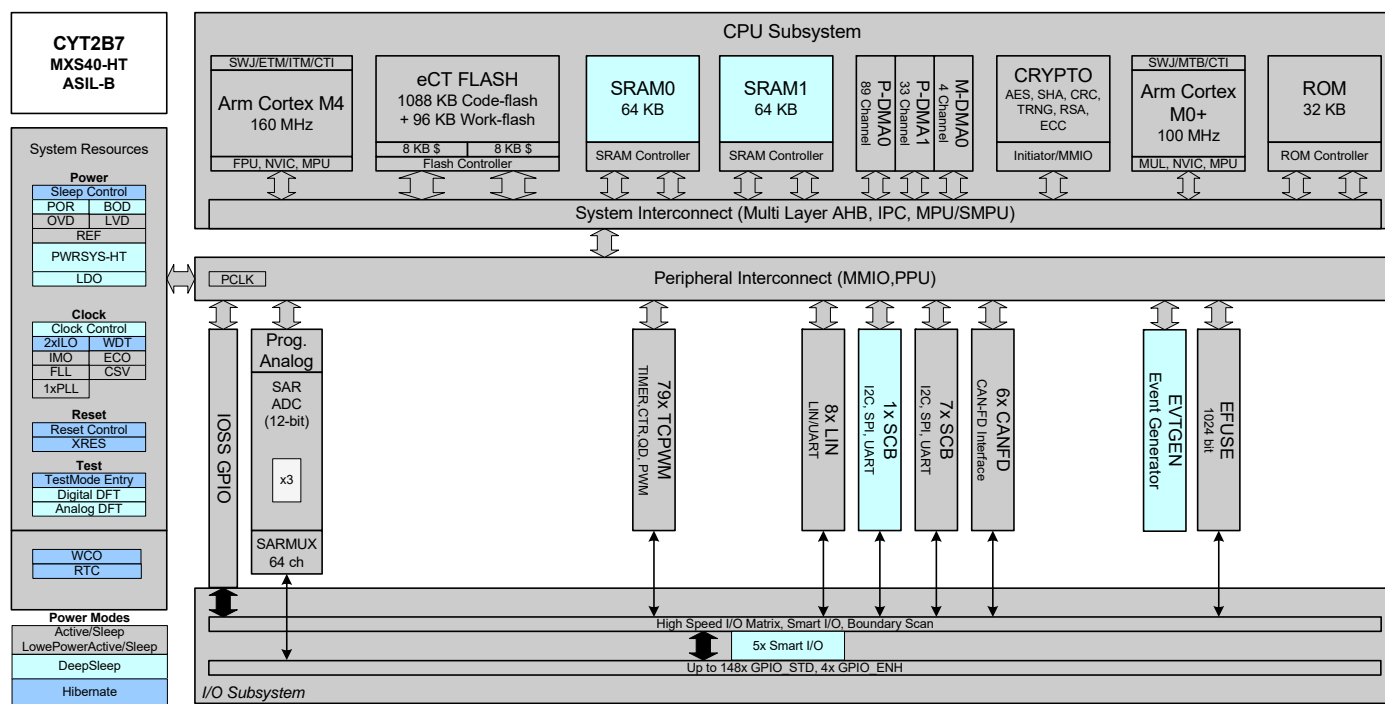 CYT2B7
MXS40-HT
ASIL-B
System Resources
Power
Sleep Control
POR BOD
OVD LVD
REF
PWRSYS-HT
LDO
Clock
Clock Control
2xILO WDT
IMO ECO
FLL CSV
1xPLL
Reset
Reset Control
XRES
Test
TestMode Entry
Digital DFT
Analog DFT
WCO
RTC
Power Modes
Active/Sleep
LowePowerActive/Sleep
DeepSleep
Hibernate
CPU Subsystem
SWJ/ETM/ITM/CTI
Arm Cortex M4
160 MHz
FPU, NVIC, MPU
eCT FLASH
1088 KB Code-flash
+ 96 KB Work-flash
8 KB $ 8 KB $
Flash Controller
SRAM0
64 KB
SRAM Controller
SRAM1
64 KB
SRAM Controller
P-DMA0
89 Channel
P-DMA1
33 Channel
M-DMA0
4 Channel
CRYPTO
AES, SHA, CRC,
TRNG, RSA,
ECC
Initiator/MMIO
SWJ/MTB/CTI
Arm Cortex
M0+
100 MHz
MUL, NVIC, MPU
ROM
32 KB
ROM Controller
System Interconnect (Multi Layer AHB, IPC, MPU/SMPU)
PCLK
Peripheral Interconnect (MMIO,PPU)
IOSS GPIO
Prog.
Analog
SAR
ADC
(12-bit)
x3
SARMUX
64 ch
79x TCPWM
TIMER,CTR,QD, PWM
8x LIN
LIN/UART
1x SCB
I2C, SPI, UART
7x SCB
I2C, SPI, UART
6x CANFD
CAN-FD Interface
EVTGEN
Event Generator
EFUSE
1024 bit
High Speed I/O Matrix, Smart I/O, Boundary Scan
5x Smart I/O
Up to 148x GPIO_STD, 4x GPIO_ENH
I/O Subsystem